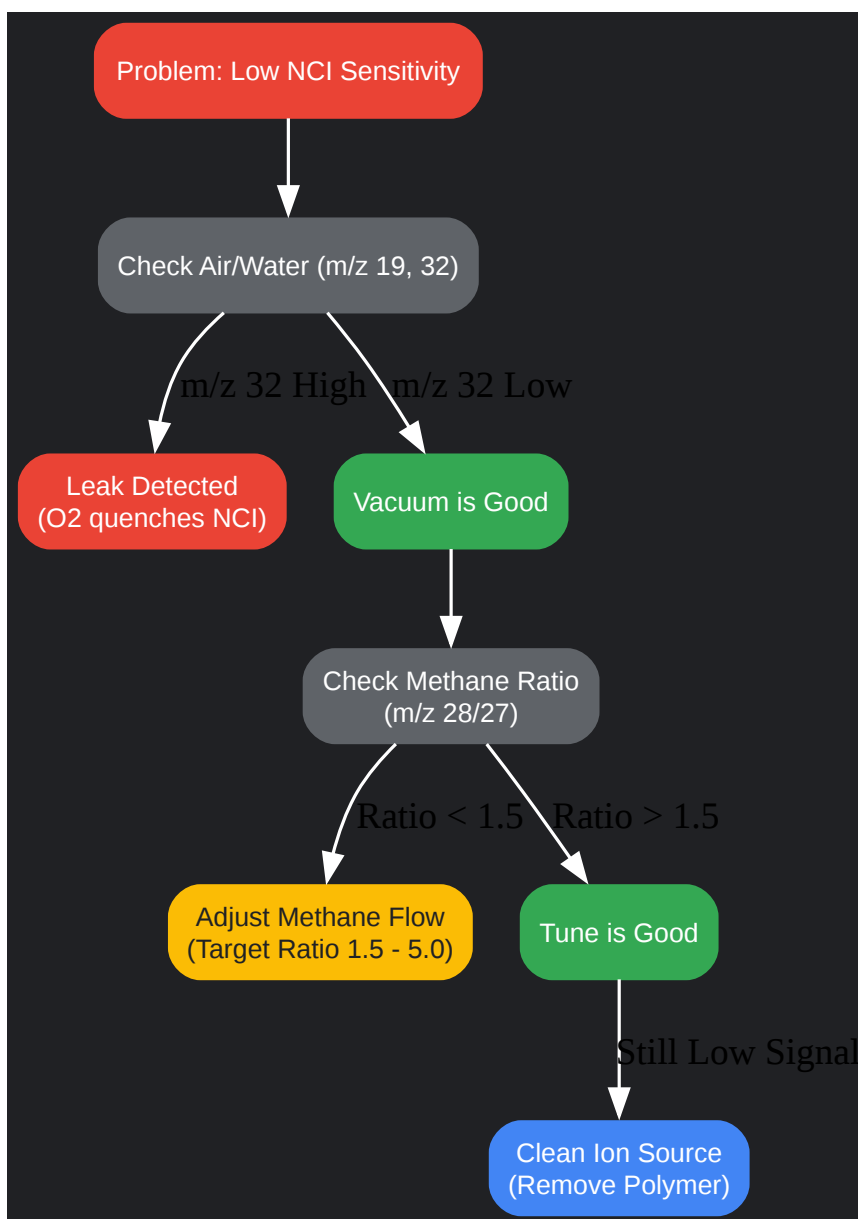 Problem: Low NCI Sensitivity
Check Air/Water (m/z 19, 32)
m/z 32 High
m/z 32 Low
Leak Detected
(O2 quenches NCI)
Vacuum is Good
Check Methane Ratio
(m/z 28/27)
Ratio < 1.5
Ratio > 1.5
Adjust Methane Flow
(Target Ratio 1.5 - 5.0)
Tune is Good
Still Low Signal
Clean Ion Source
(Remove Polymer)